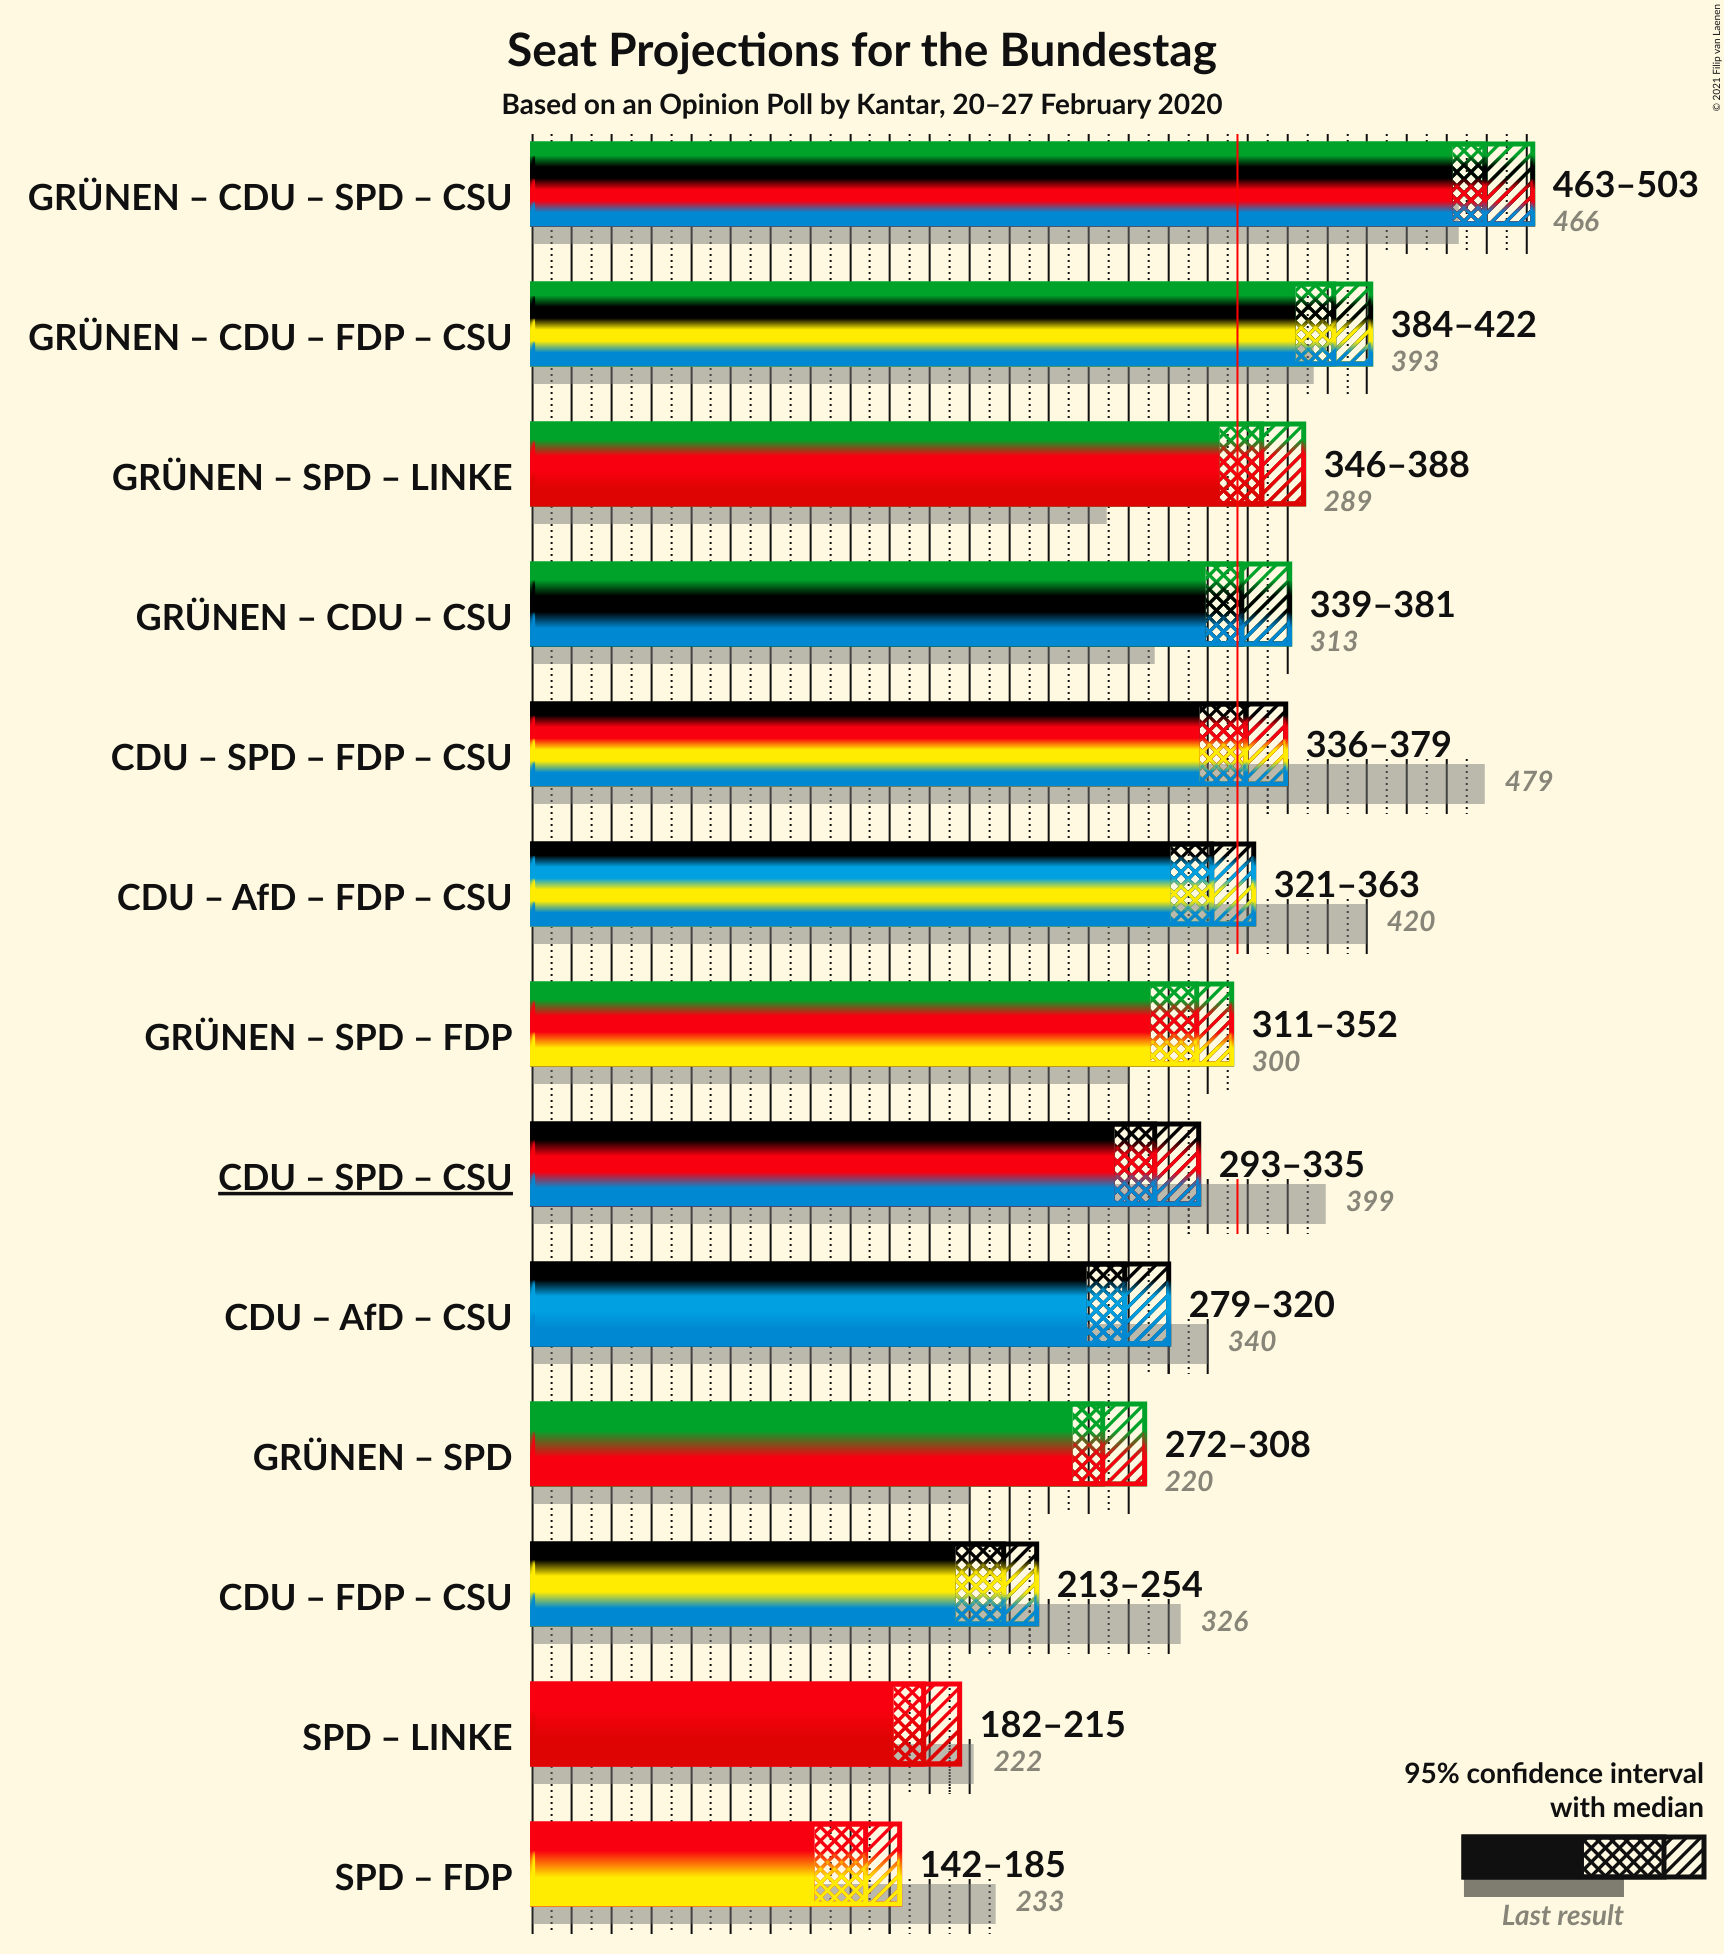 Seat Projections for the Bundestag
Based on an Opinion Poll by Kantar, 20–27 February 2020
© 2021 Filip van Laenen
GRÜNEN – CDU – SPD – CSU
463–503
466
GRÜNEN – CDU – FDP – CSU
384–422
393
GRÜNEN – SPD – LINKE
346–388
289
GRÜNEN – CDU – CSU
339–381
313
CDU – SPD – FDP – CSU
336–379
479
CDU – AfD – FDP – CSU
321–363
420
GRÜNEN – SPD – FDP
311–352
300
CDU – SPD – CSU
293–335
399
CDU – AfD – CSU
279–320
340
GRÜNEN – SPD
272–308
220
CDU – FDP – CSU
213–254
326
SPD – LINKE
182–215
222
SPD – FDP
142–185
233
95% confidence interval
with median
Last result